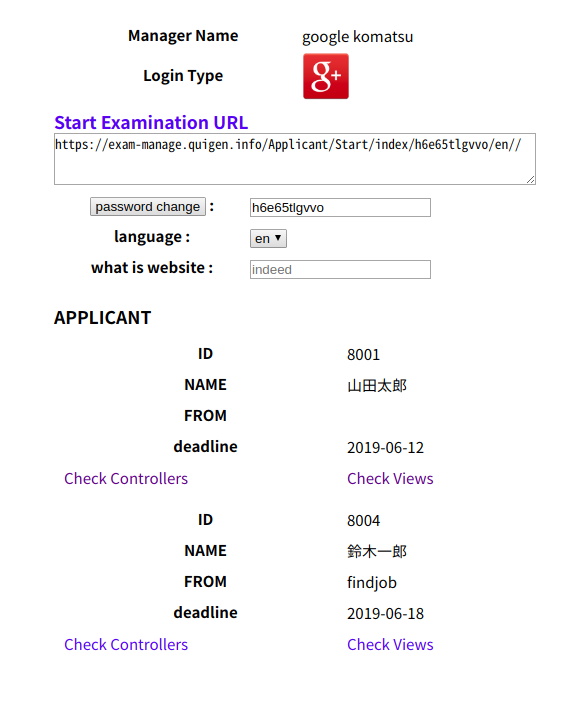 Manager Name google komatsu
Login Type g+
Start Examination URL
https://exam-manage.quigen.info/Applicant/Start/index/h6e65tlgvvo/en//
password change : h6e65tlgvvo
language : en ▼
what is website : indeed
APPLICANT
ID 8001
NAME 山田太郎
FROM
deadline 2019-06-12
Check Controllers Check Views
ID 8004
NAME 鈴木一郎
FROM findjob
deadline 2019-06-18
Check Controllers Check Views